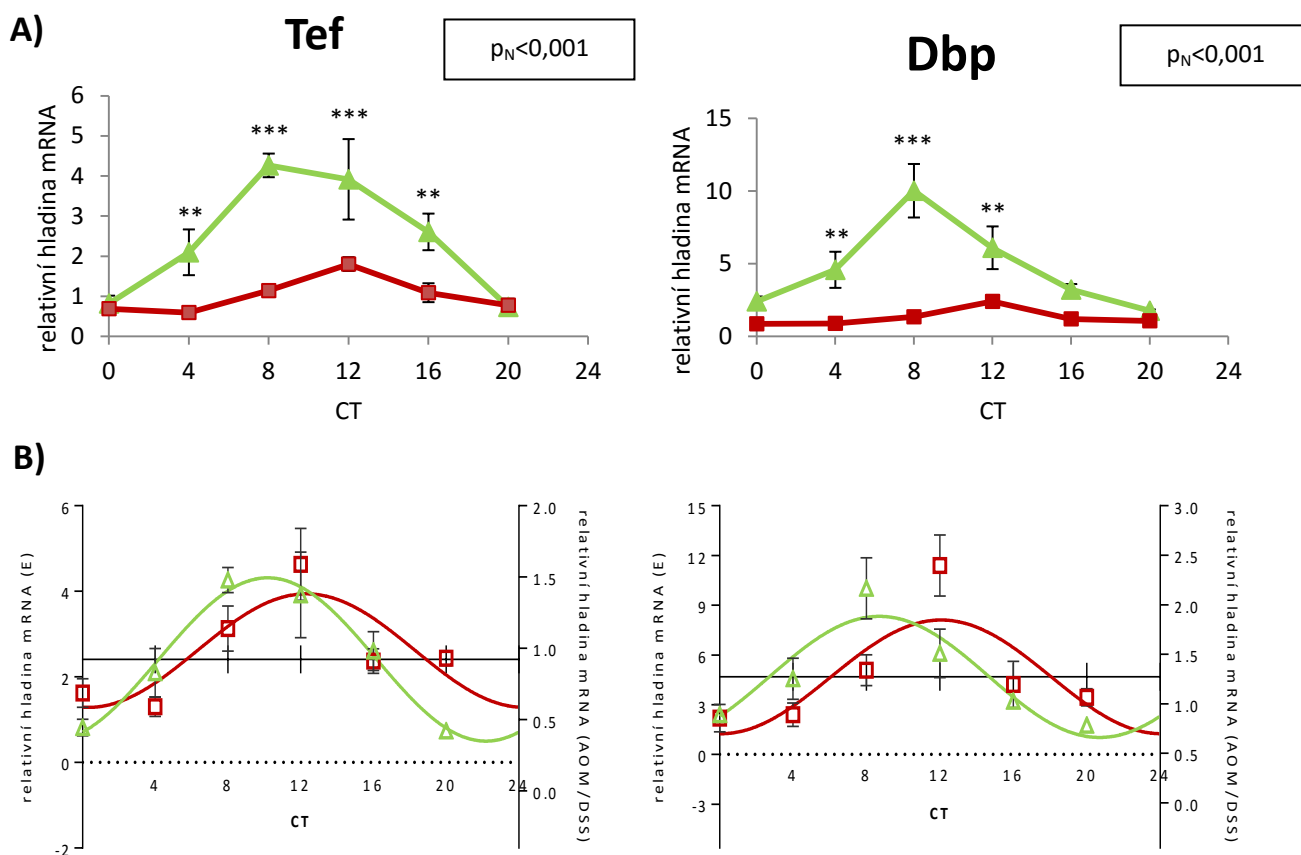 A)
Tef
p_N<0,001
relativní hladina mRNA
6
5
4
3
2
1
0
** *** *** **
0 4 8 12 16 20 24
CT
Dbp
p_N<0,001
relativní hladina mRNA
15
10
5
0
** *** **
0 4 8 12 16 20 24
CT
B)
relativní hladina mRNA (E)
6
4
2
0
-2
4 8 12 16 20 24
CT
2.0
1.5
1.0
0.5
0.0
relativní hladina mRNA (AOM/DSS)
relativní hladina mRNA (E)
15
12
9
6
3
0
-3
4 8 12 16 20 24
CT
3.0
2.5
2.0
1.5
1.0
0.5
0.0
relativní hladina mRNA (AOM/DSS)